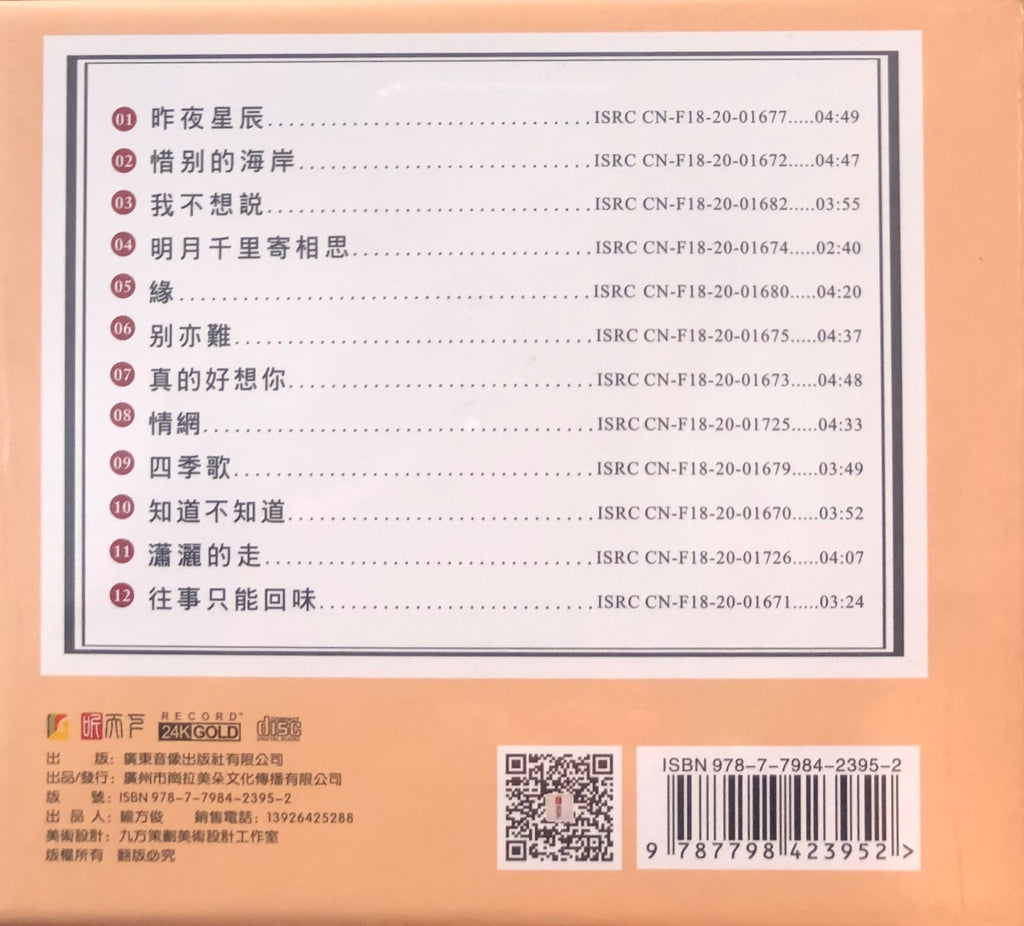 01 昨夜星辰................................ISRC CN-F18-20-01677.....04:49
02 惜别的海岸.............................ISRC CN-F18-20-01672.....04:47
03 我不想説................................ISRC CN-F18-20-01682.....03:55
04 明月千里寄相思........................ISRC CN-F18-20-01674.....02:40
05 緣........................................ISRC CN-F18-20-01680.....04:20
06 别亦難...................................ISRC CN-F18-20-01675.....04:37
07 真的好想你..............................ISRC CN-F18-20-01673.....04:48
08 情網......................................ISRC CN-F18-20-01725.....04:33
09 四季歌...................................ISRC CN-F18-20-01679.....03:49
10 知道不知道..............................ISRC CN-F18-20-01670.....03:52
11 瀟灑的走................................ISRC CN-F18-20-01726.....04:07
12 往事只能回味...........................ISRC CN-F18-20-01671.....03:24
RECORD™
24K GOLD
COMPACT disc DIGITAL AUDIO
出 版：廣東音像出版社有限公司
出品/發行：廣州市崗拉美朵文化傳播有限公司
版 號：ISBN 978-7-7984-2395-2
出 品 人：方俊 銷售電話：13926425288
美術設計：九方策劃美術設計工作室
版權所有 翻版必究
ISBN 978-7-7984-2395-2
9 787798 423952 >